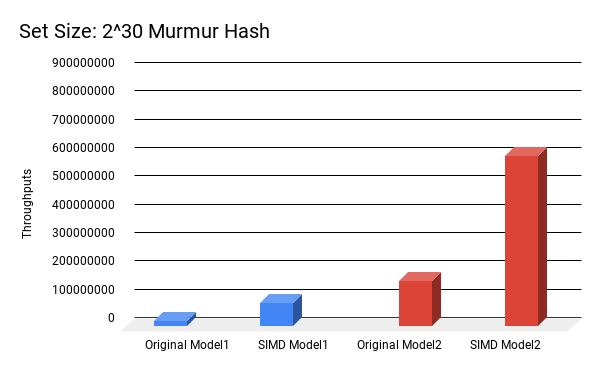 Set Size: 2^30 Murmur Hash
900000000
800000000
700000000
600000000
500000000
400000000
300000000
200000000
100000000
0
Throughputs
Original Model1
SIMD Model1
Original Model2
SIMD Model2